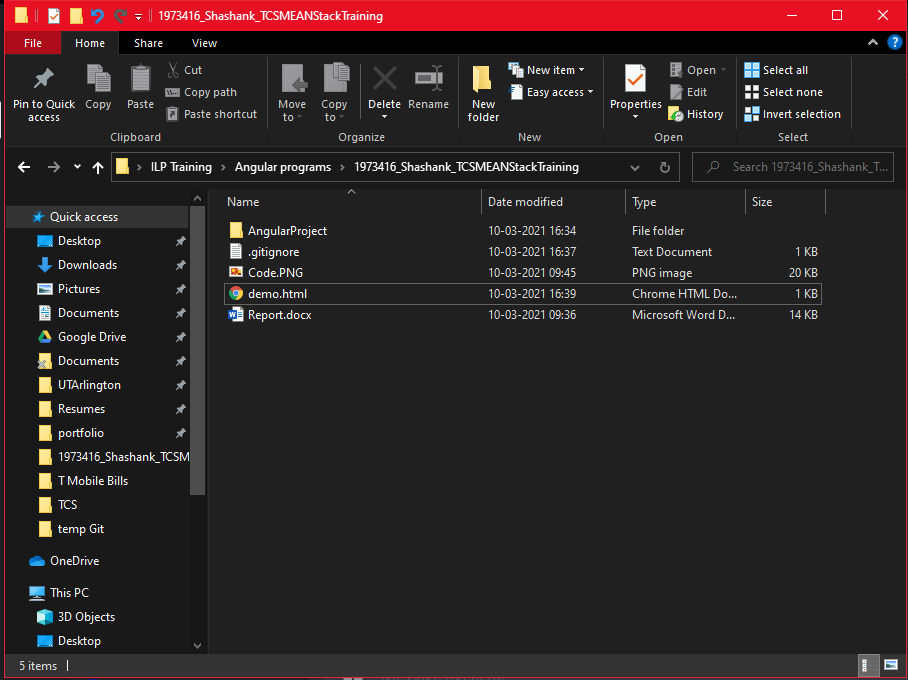 1973416_Shashank_TCSMEANStackTraining
File Home Share View
Pin to Quick access
Copy
Paste
Cut
Copy path
Paste shortcut
Clipboard
Move to
Copy to
Delete
Rename
Organize
New folder
New item
Easy access
New
Properties
Open
Edit
History
Open
Select all
Select none
Invert selection
Select
ILP Training › Angular programs › 1973416_Shashank_TCSMEANStackTraining
Search 1973416_Shashank_T...
Name Date modified Type Size
AngularProject 10-03-2021 16:34 File folder
.gitignore 10-03-2021 16:37 Text Document 1 KB
Code.PNG 10-03-2021 09:45 PNG image 20 KB
demo.html 10-03-2021 16:39 Chrome HTML Do... 1 KB
Report.docx 10-03-2021 09:36 Microsoft Word D... 14 KB
Quick access
Desktop
Downloads
Pictures
Documents
Google Drive
Documents
UTArlington
Resumes
portfolio
1973416_Shashank_TCSM
T Mobile Bills
TCS
temp Git
OneDrive
This PC
3D Objects
Desktop
5 items